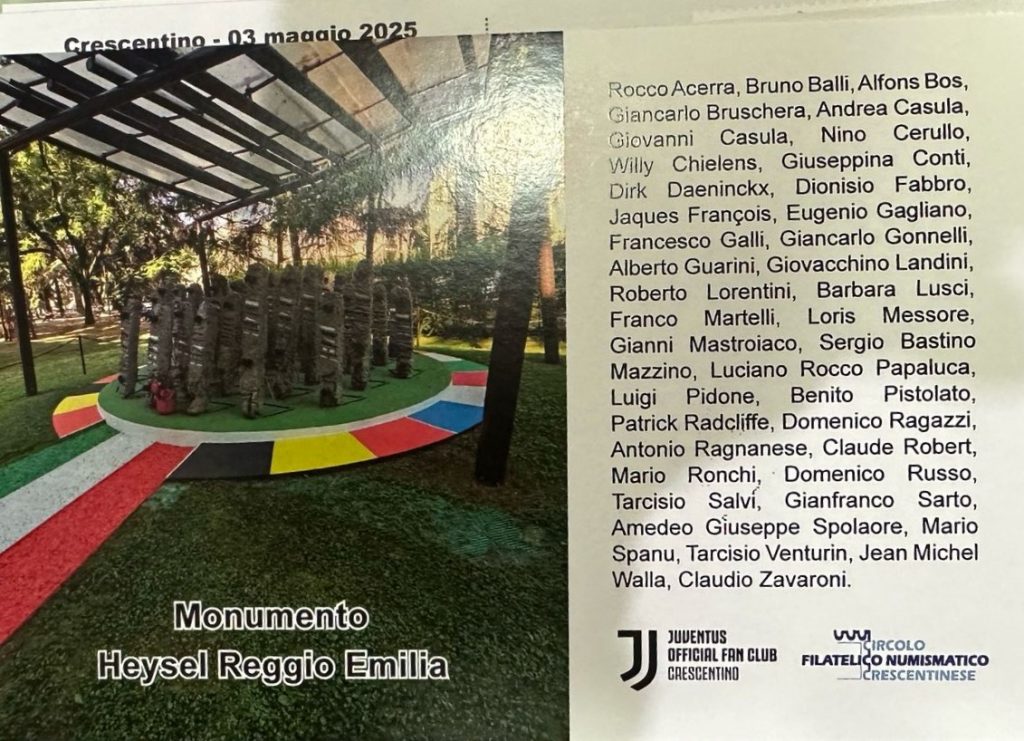 Crescentino - 03 maggio 2025
Monumento
Heysel Reggio Emilia
Rocco Acerra, Bruno Balli, Alfons Bos,
Giancarlo Bruschera, Andrea Casula,
Giovanni Casula, Nino Cerullo,
Willy Chielens, Giuseppina Conti,
Dirk Daeninckx, Dionisio Fabbro,
Jaques François, Eugenio Gagliano,
Francesco Galli, Giancarlo Gonnelli,
Alberto Guarini, Giovacchino Landini,
Roberto Lorentini, Barbara Lusci,
Franco Martelli, Loris Messore,
Gianni Mastroiaco, Sergio Bastino
Mazzino, Luciano Rocco Papaluca,
Luigi Pidone, Benito Pistolato,
Patrick Radcliffe, Domenico Ragazzi,
Antonio Ragnanese, Claude Robert,
Mario Ronchi, Domenico Russo,
Tarcisio Salvi, Gianfranco Sarto,
Amedeo Giuseppe Spolaore, Mario
Spanu, Tarcisio Venturin, Jean Michel
Walla, Claudio Zavaroni.
JUVENTUS
OFFICIAL FAN CLUB
CRESCENTINO
CIRCOLO
FILATELICO NUMISMATICO
CRESCENTINESE